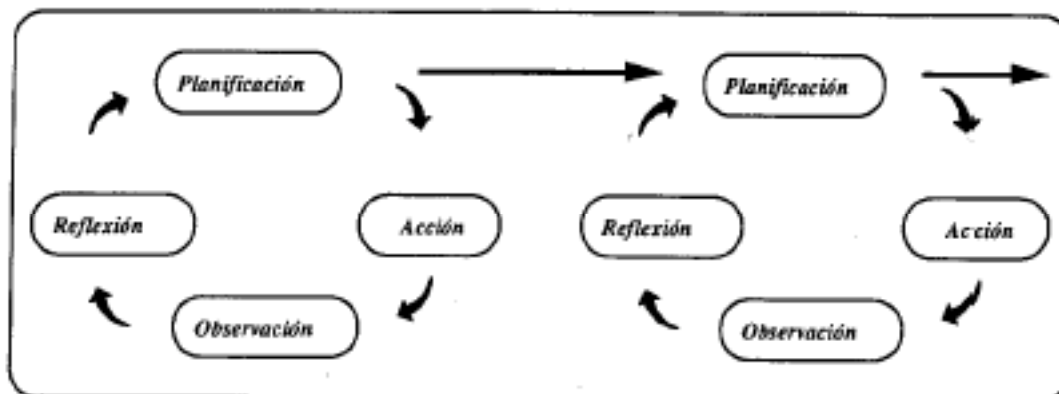 Planificación
Planificación
Reflexión
Acción
Reflexión
Acción
Observación
Observación